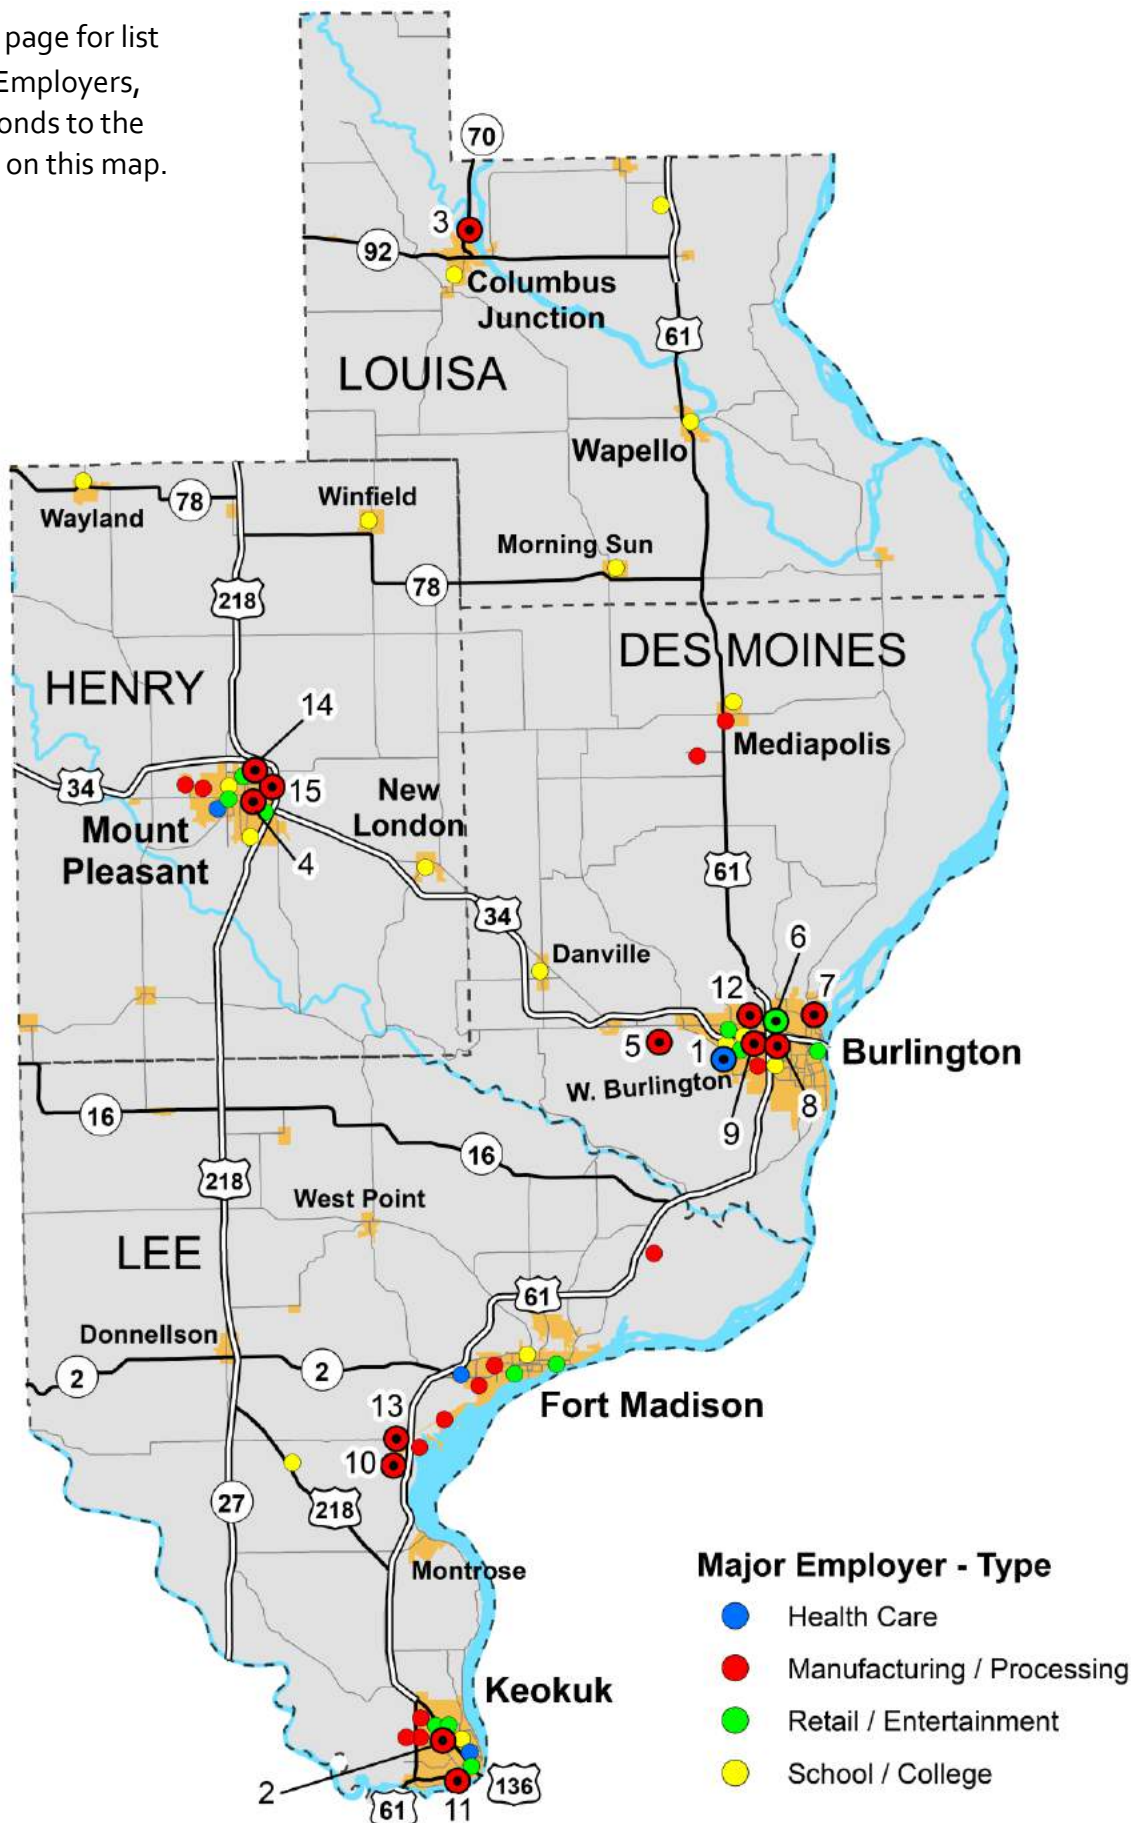 page for list
Employers,
onds to the
on this map.
70
3
92
Columbus
Junction
61
LOUISA
Wapello
78
Wayland
Winfield
Morning Sun
218
78
DES MOINES
HENRY
14
Mediapolis
34
15
New
London
Mount
Pleasant
4
61
34
6
Danville
12
7
5
1
Burlington
W. Burlington
8
9
16
16
218
West Point
LEE
61
Donnellson
2
2
Fort Madison
13
10
27
218
Montrose
Major Employer - Type
Health Care
Manufacturing / Processing
Keokuk
Retail / Entertainment
School / College
2
136
61
11